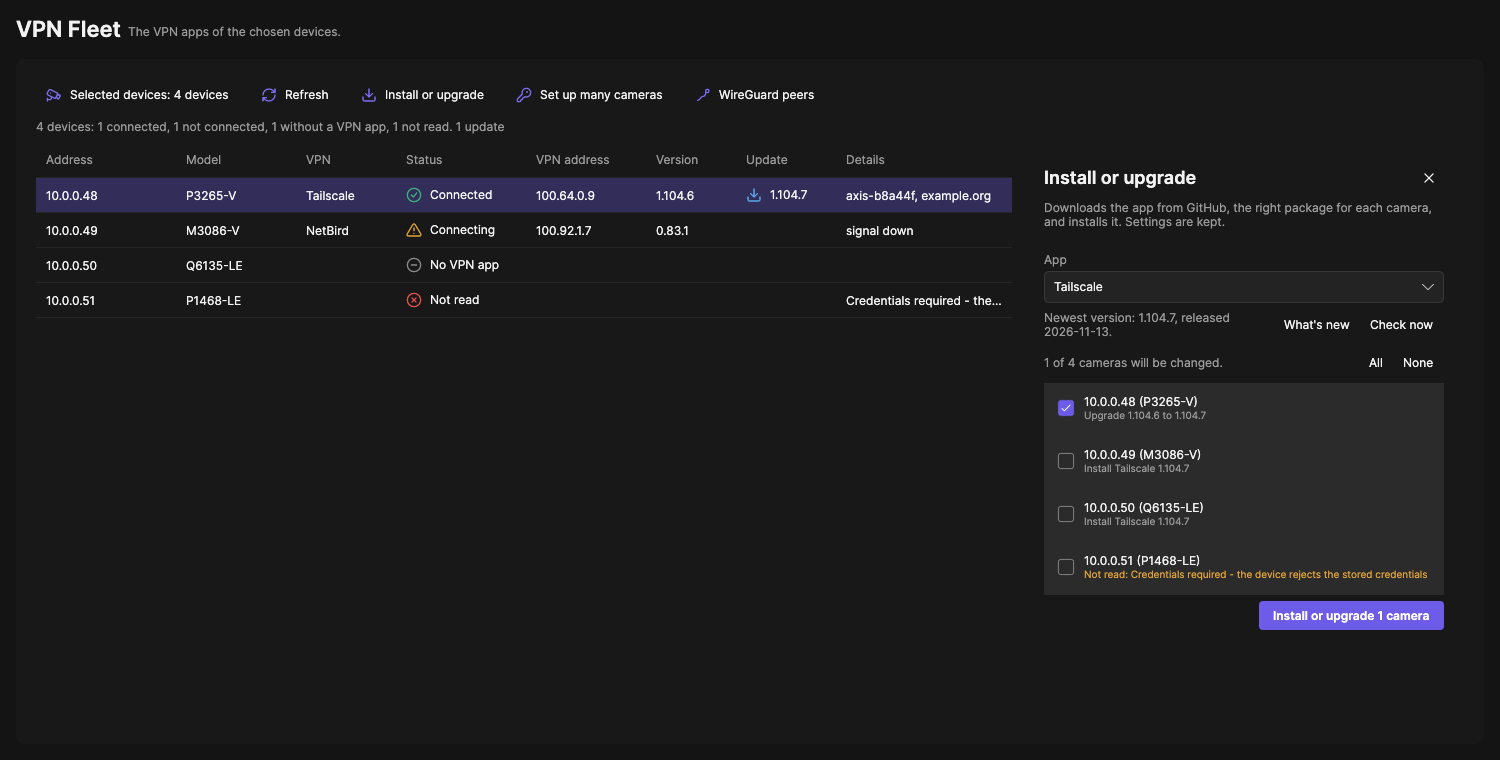 VPN Fleet The VPN apps of the chosen devices.
Selected devices: 4 devices Refresh Install or upgrade Set up many cameras WireGuard peers
4 devices: 1 connected, 1 not connected, 1 without a VPN app, 1 not read. 1 update
Address Model VPN Status VPN address Version Update Details
10.0.0.48 P3265-V Tailscale Connected 100.64.0.9 1.104.6 1.104.7 axis-b8a44f, example.org
10.0.0.49 M3086-V NetBird Connecting 100.92.1.7 0.83.1 signal down
10.0.0.50 Q6135-LE No VPN app
10.0.0.51 P1468-LE Not read Credentials required - the...
Install or upgrade
Downloads the app from GitHub, the right package for each camera,
and installs it. Settings are kept.
App
Tailscale
Newest version: 1.104.7, released
2026-11-13.
What's new Check now
1 of 4 cameras will be changed. All None
10.0.0.48 (P3265-V)
Upgrade 1.104.6 to 1.104.7
10.0.0.49 (M3086-V)
Install Tailscale 1.104.7
10.0.0.50 (Q6135-LE)
Install Tailscale 1.104.7
10.0.0.51 (P1468-LE)
Not read: Credentials required - the device rejects the stored credentials
Install or upgrade 1 camera